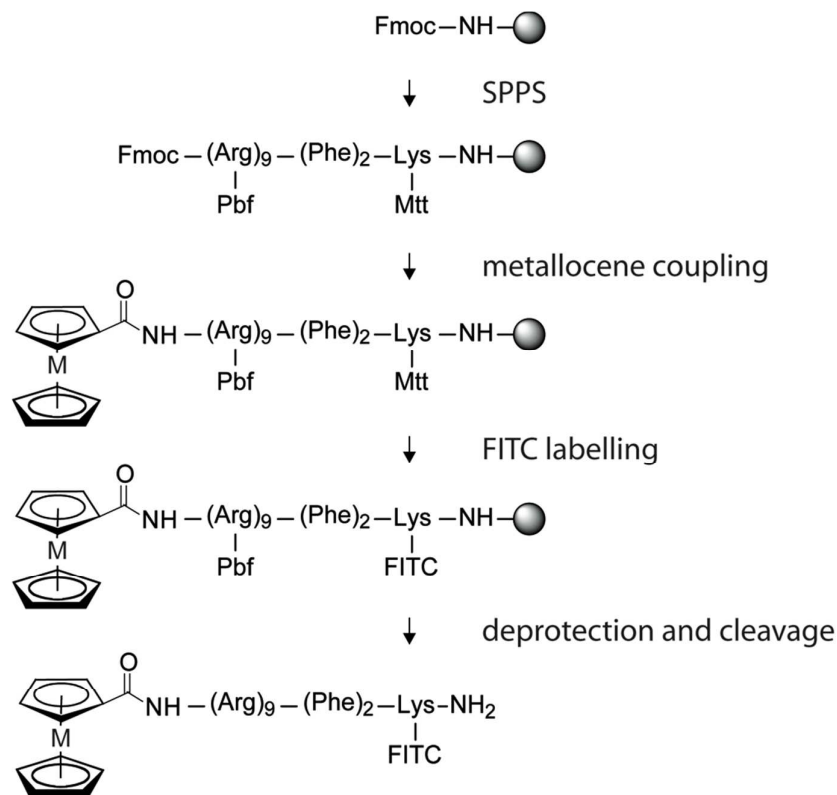 Fmoc–NH–
SPPS
Fmoc–(Arg)9–(Phe)2–Lys–NH–
Pbf Mtt
metallocene coupling
O
NH–(Arg)9–(Phe)2–Lys–NH–
M Pbf Mtt
FITC labelling
O
NH–(Arg)9–(Phe)2–Lys–NH–
M Pbf FITC
deprotection and cleavage
O
NH–(Arg)9–(Phe)2–Lys–NH2
M FITC